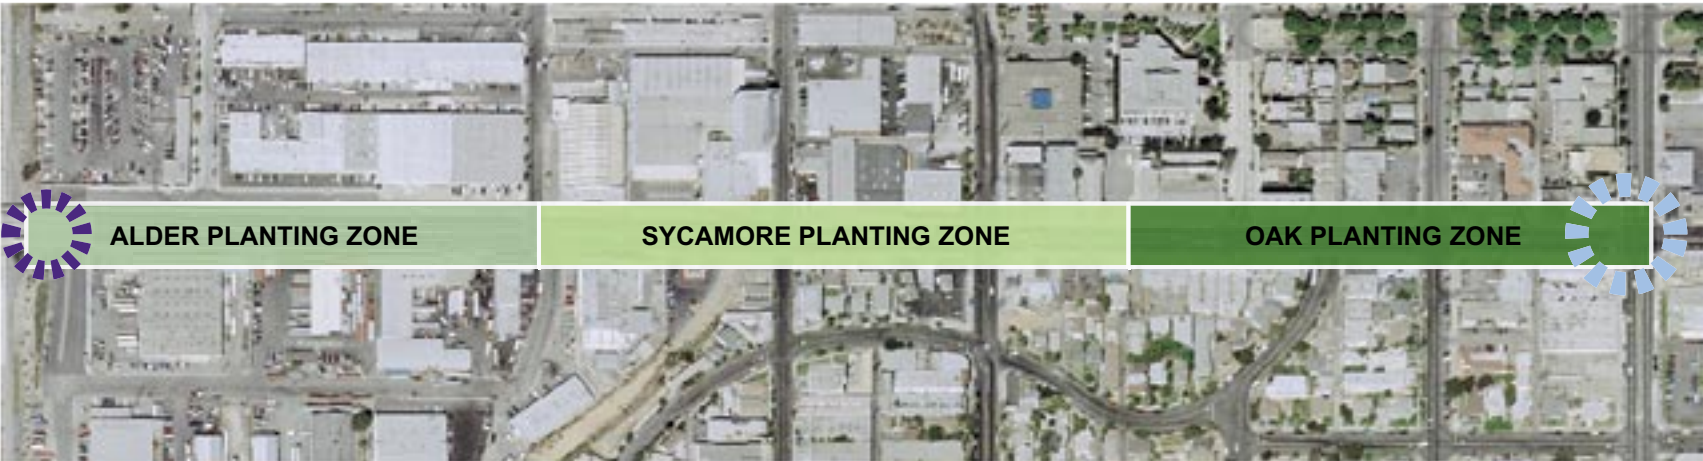 ALDER PLANTING ZONE
SYCAMORE PLANTING ZONE
OAK PLANTING ZONE